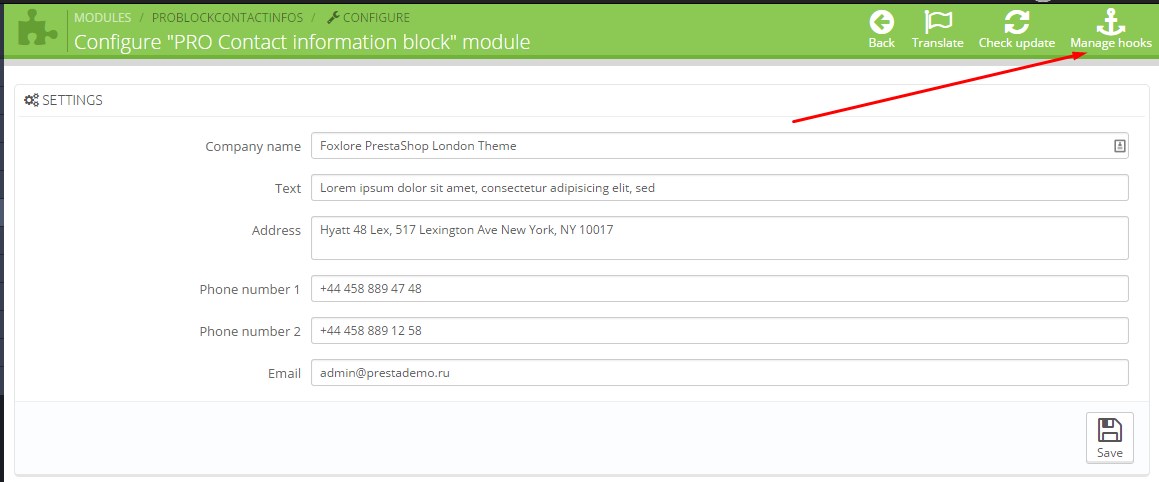 MODULES / PROBLOCKCONTACTINFOS / CONFIGURE
Configure "PRO Contact information block" module
Back Translate Check update Manage hooks
SETTINGS
Company name Foxlore PrestaShop London Theme
Text Lorem ipsum dolor sit amet, consectetur adipisicing elit, sed
Address Hyatt 48 Lex, 517 Lexington Ave New York, NY 10017
Phone number 1 +44 458 889 47 48
Phone number 2 +44 458 889 12 58
Email admin@prestademo.ru
Save